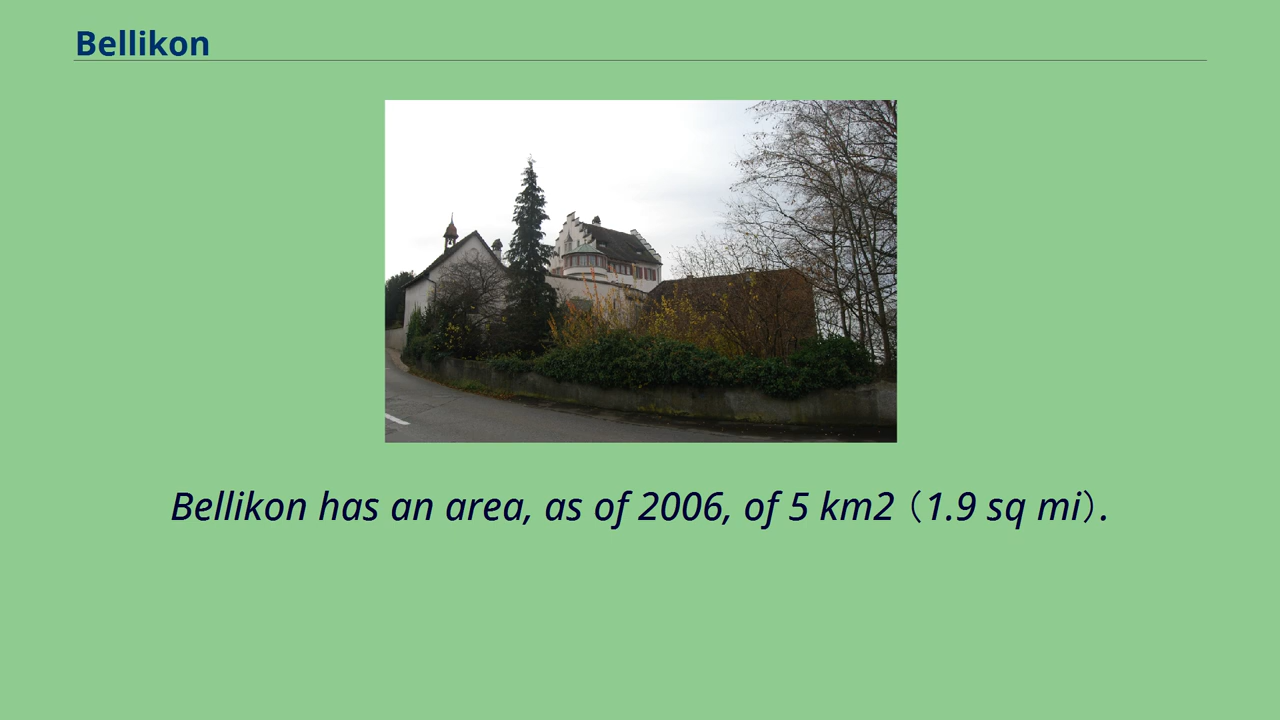 Bellikon
Bellikon has an area, as of 2006, of 5 km2（1.9 sq mi）.